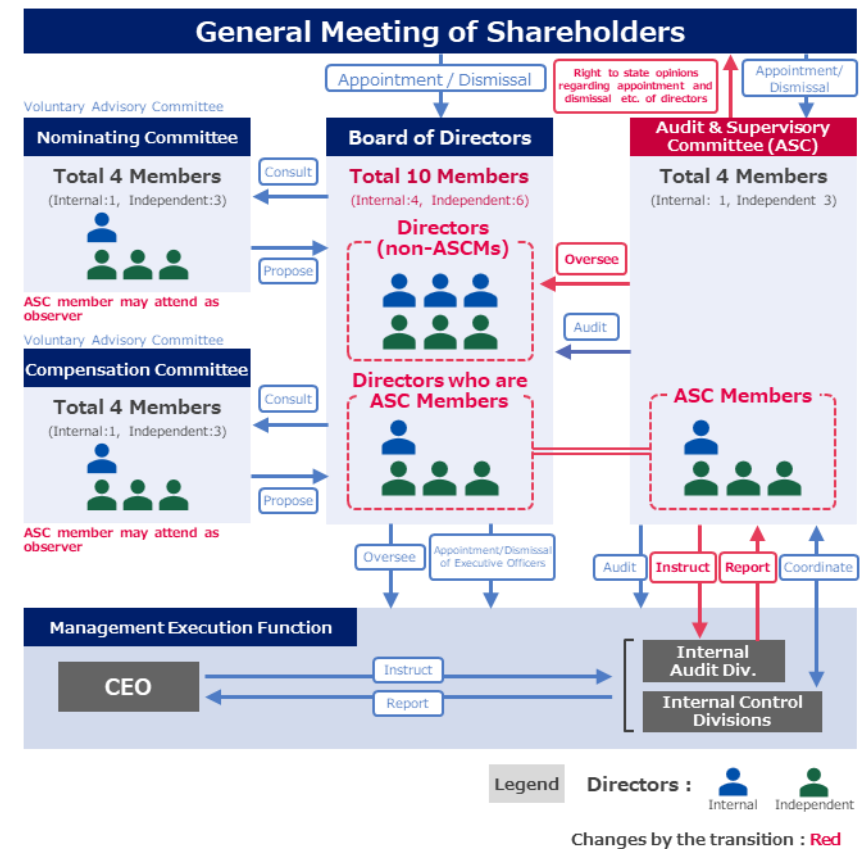 General Meeting of Shareholders
Appointment / Dismissal
Right to state opinions
regarding appointment and
dismissal etc. of directors
Appointment/
Dismissal
Voluntary Advisory Committee
Nominating Committee
Total 4 Members
(Internal:1, Independent:3)
ASC member may attend as
observer
Consult
Propose
Voluntary Advisory Committee
Compensation Committee
Total 4 Members
(Internal:1, Independent:3)
ASC member may attend as
observer
Consult
Propose
Board of Directors
Total 10 Members
(Internal:4, Independent:6)
Directors
(non-ASCMs)
Directors who are
ASC Members
Oversee
Audit
Audit & Supervisory
Committee (ASC)
Total 4 Members
(Internal: 1, Independent 3)
ASC Members
Oversee
Appointment/Dismissal
of Executive Officers
Audit
Instruct
Report
Coordinate
Management Execution Function
CEO
Instruct
Report
Internal
Audit Div.
Internal Control
Divisions
Legend
Directors :
Internal
Independent
Changes by the transition : Red